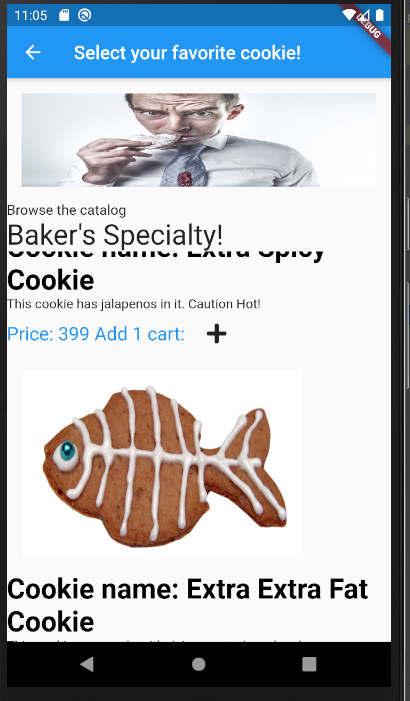 11:05
DEBUG
Select your favorite cookie!
Browse the catalog
Baker's Specialty!
Cookie name: Extra Spicy
Cookie
This cookie has jalapenos in it. Caution Hot!
Price: 399 Add 1 cart:
Cookie name: Extra Extra Fat
Cookie